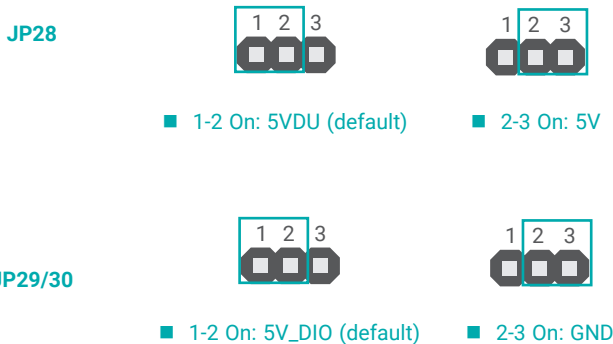 JP28
1 2 3
1 2 3
■ 1-2 On: 5VDU (default)
■ 2-3 On: 5V
JP29/30
1 2 3
1 2 3
■ 1-2 On: 5V_DIO (default)
■ 2-3 On: GND